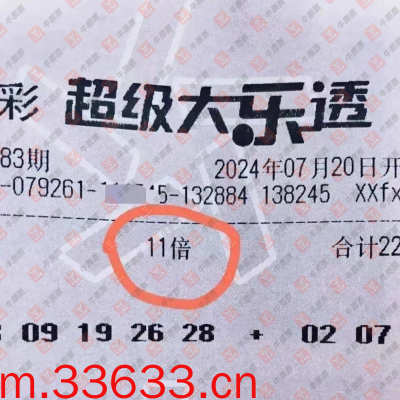 彩 超级大乐透
83期 2024年07月20日开
-079261- 45-132884 138245 XXfx
11倍 合计22
09 19 26 28 + 02 07
m.33633.cn